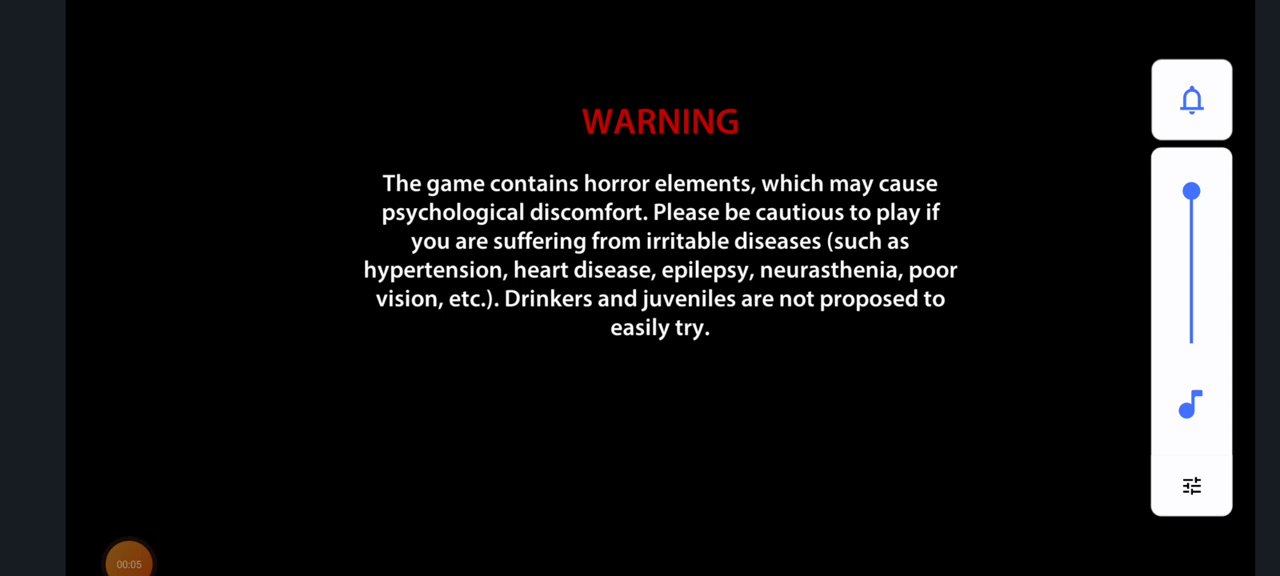 WARNING
The game contains horror elements, which may cause
psychological discomfort. Please be cautious to play if
you are suffering from irritable diseases (such as
hypertension, heart disease, epilepsy, neurasthenia, poor
vision, etc.). Drinkers and juveniles are not proposed to
easily try.
00:05